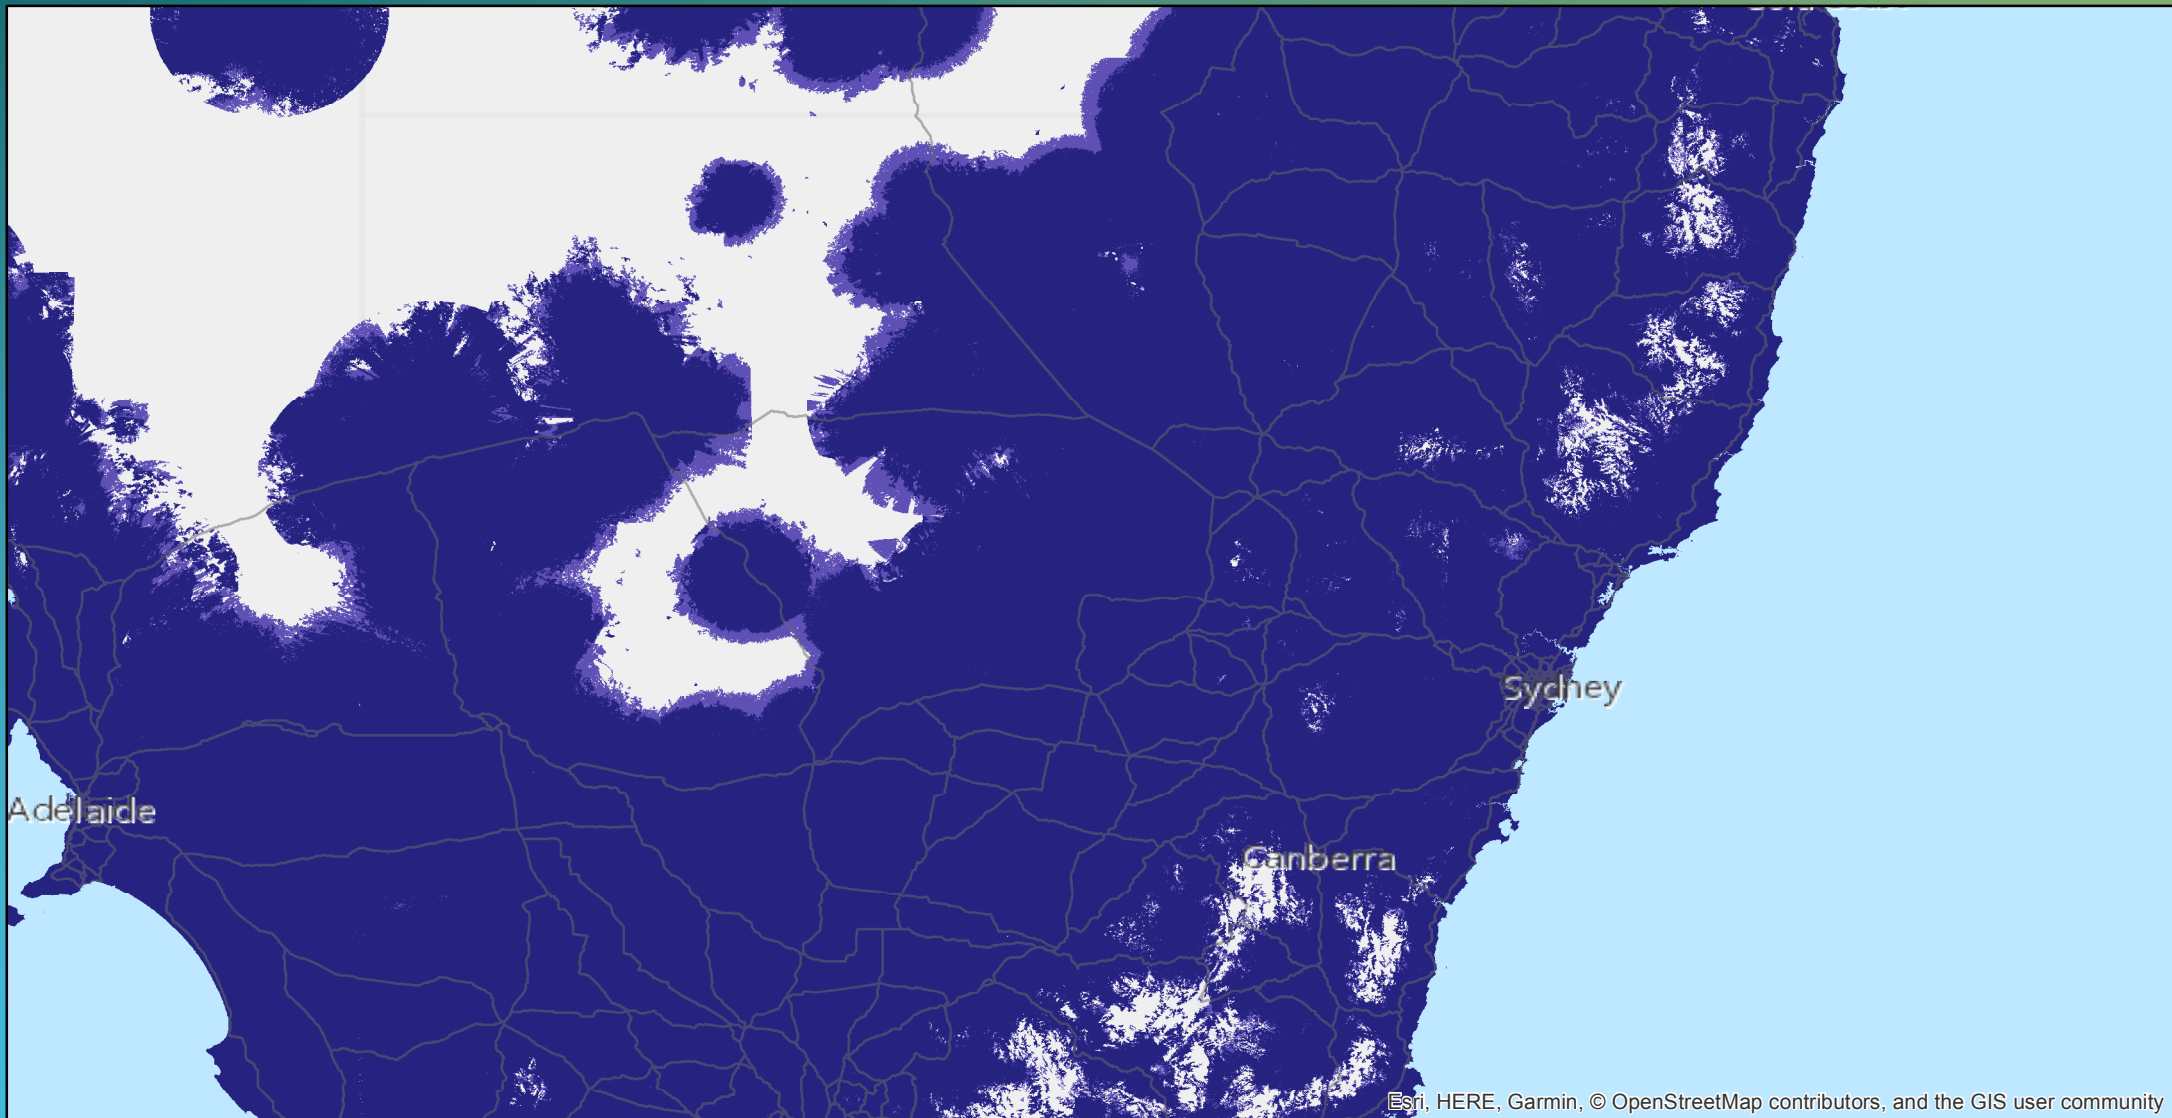 Sydney
Adelaide
Canberra
Esri, HERE, Garmin, © OpenStreetMap contributors, and the GIS user community